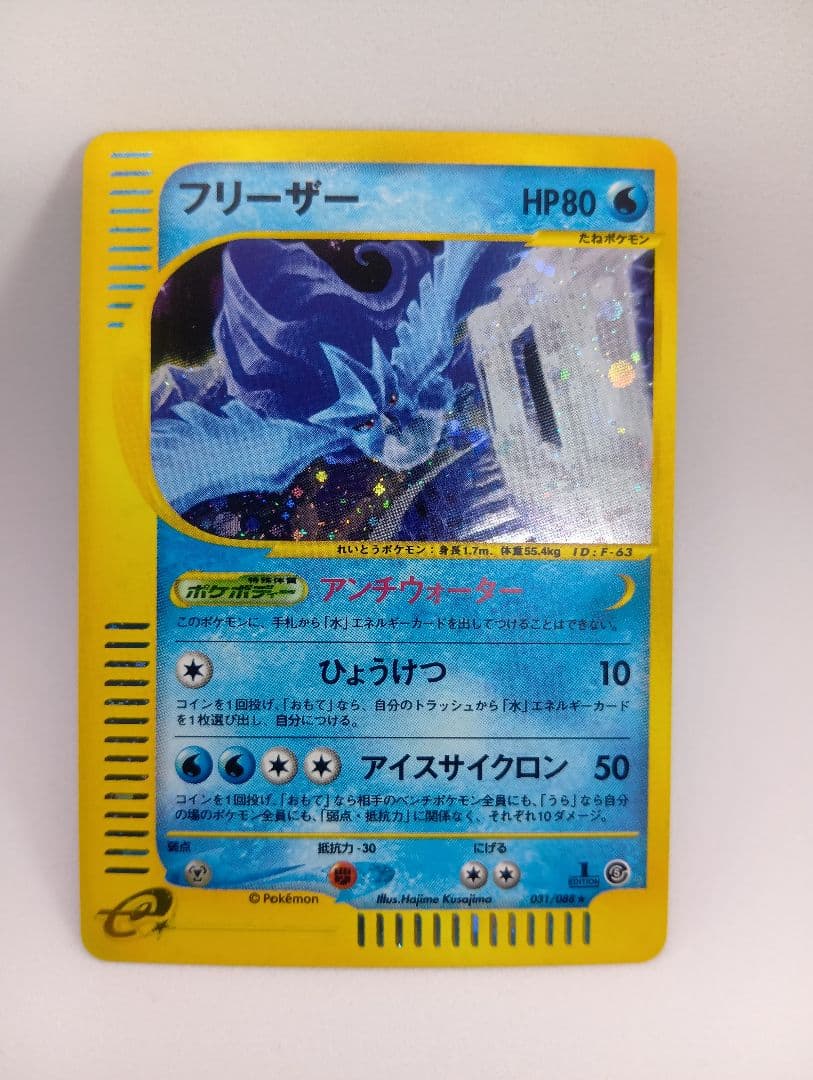 フリーザー HP80
たねポケモン
れいとうポケモン：身長1.7m. 体重55.4kg ID:F-63
特殊体質
ポケボディー アンチウォーター
このポケモンに、手札から「水」エネルギーカードを出してつけることはできない。
ひょうけつ 10
コインを1回投げ、「おもて」なら、自分のトラッシュから「水」エネルギーカード
を1枚選び出し、自分につける。
アイスサイクロン 50
コインを1回投げ、「おもて」なら相手のベンチポケモン全員にも、「うら」なら自分
の場のポケモン全員にも、「弱点・抵抗力」に関係なく、それぞれ10ダメージ。
弱点 抵抗力-30 にげる
1
EDITION
S
©Pokémon Illus.Hajime Kusajima 031/088★
e